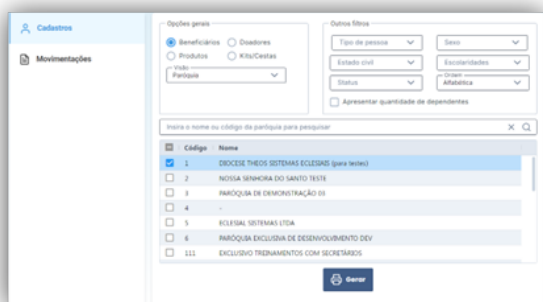 Cadastros
Movimentações
Opções gerais
Beneficiários
Doadores
Produtos
Kits/Cestas
Visão
Paróquia
Outros filtros
Tipo de pessoa
Sexo
Estado civil
Escolaridades
Status
Ordem
Alfabética
Apresentar quantidade de dependentes
Insira o nome ou código da paróquia para pesquisar
Código Nome
1 DIOCESE THEOS SISTEMAS ECLESIAIS (para testes)
2 NOSSA SENHORA DO SANTO TESTE
3 PARÓQUIA DE DEMONSTRAÇÃO 03
4 -
5 ECLESIAL SISTEMAS LTDA
6 PARÓQUIA EXCLUSIVA DE DESENVOLVIMENTO DEV
111 EXCLUSIVO TREINAMENTOS COM SECRETÁRIOS
Gerar